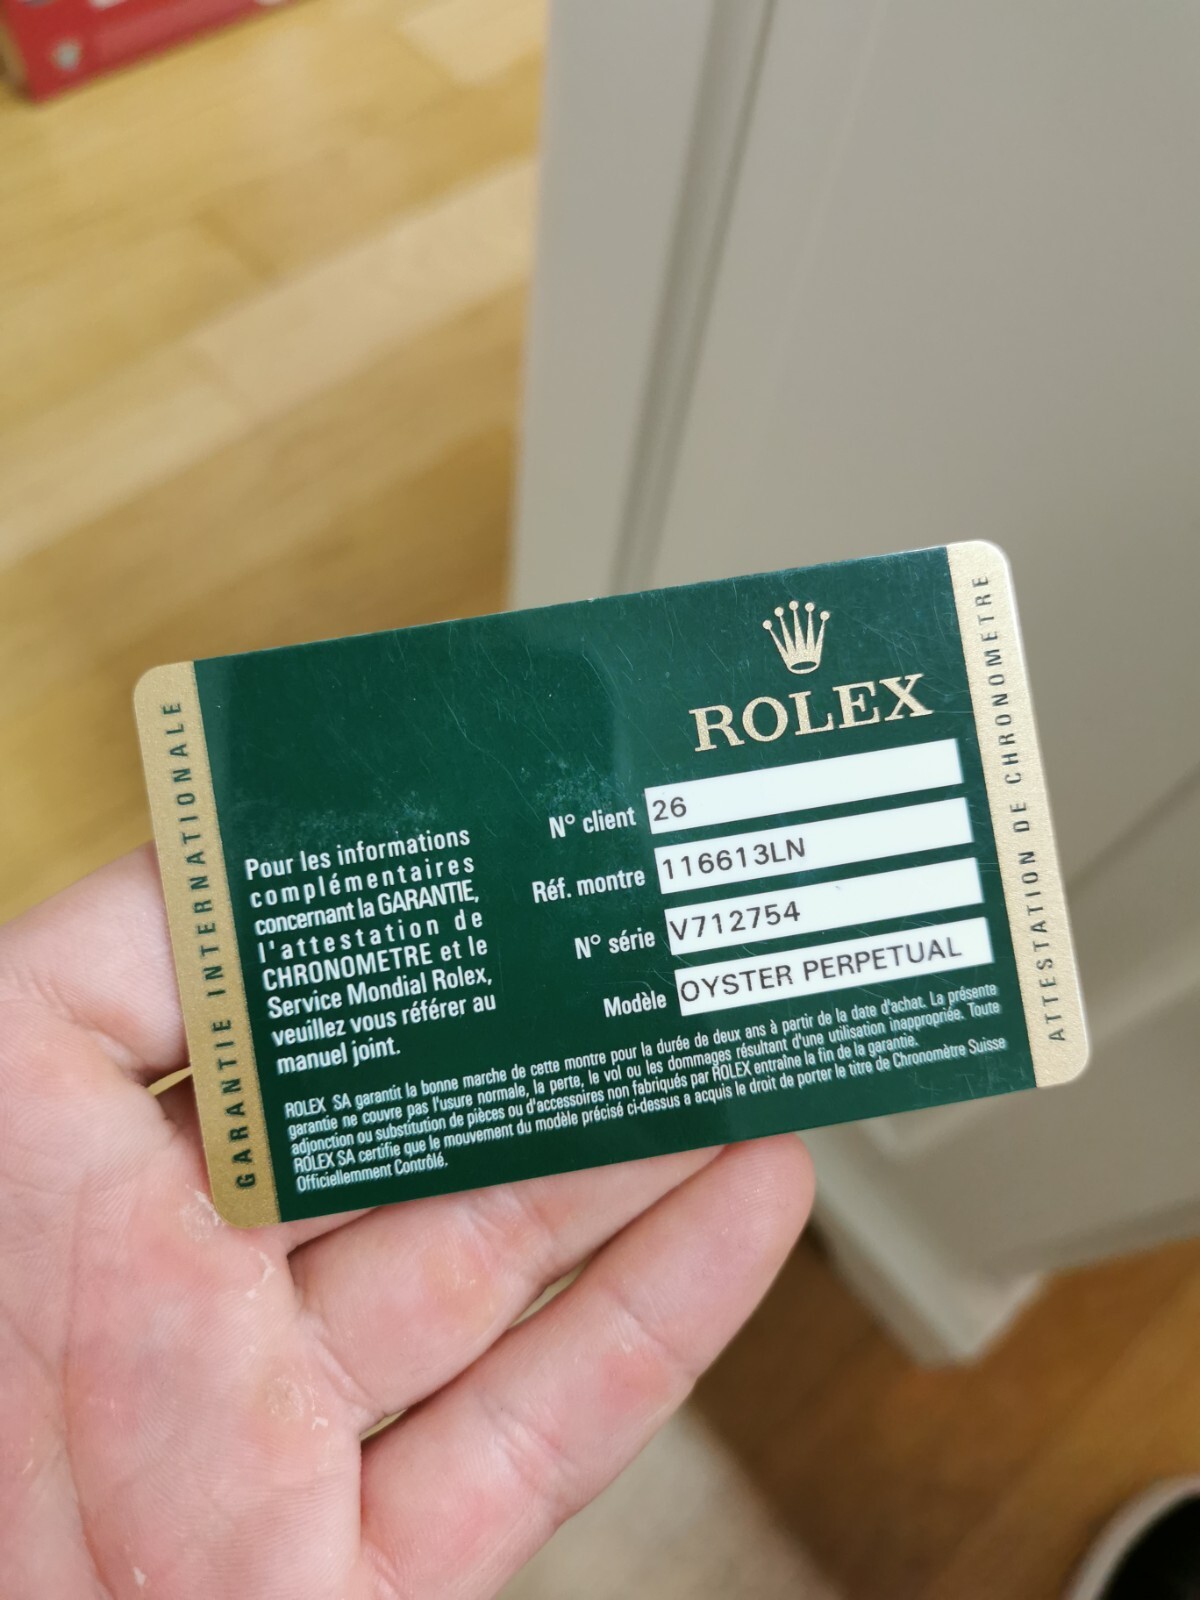 GARANTIE INTERNATIONALE
ROLEX
N° client 26
Réf. montre 116613LN
N° série V712754
Modèle OYSTER PERPETUAL
Pour les informations
complémentaires
concernant la GARANTIE,
l'attestation de
CHRONOMETRE et le
Service Mondial Rolex,
veuillez vous référer au
manuel joint.
ROLEX SA garantit la bonne marche de cette montre pour la durée de deux ans à partir de la date d'achat. La présente
garantie ne couvre pas l'usure normale, la perte, le vol ou les dommages résultant d'une utilisation inappropriée. Toute
adjonction ou substitution de pièces ou d'accessoires non fabriqués par ROLEX entraîne la fin de la garantie.
ROLEX SA certifie que le mouvement du modèle précisé ci-dessus a acquis le droit de porter le titre de Chronomètre Suisse
Officiellemment Contrôlé.
ATTESTATION DE CHRONOMETRE